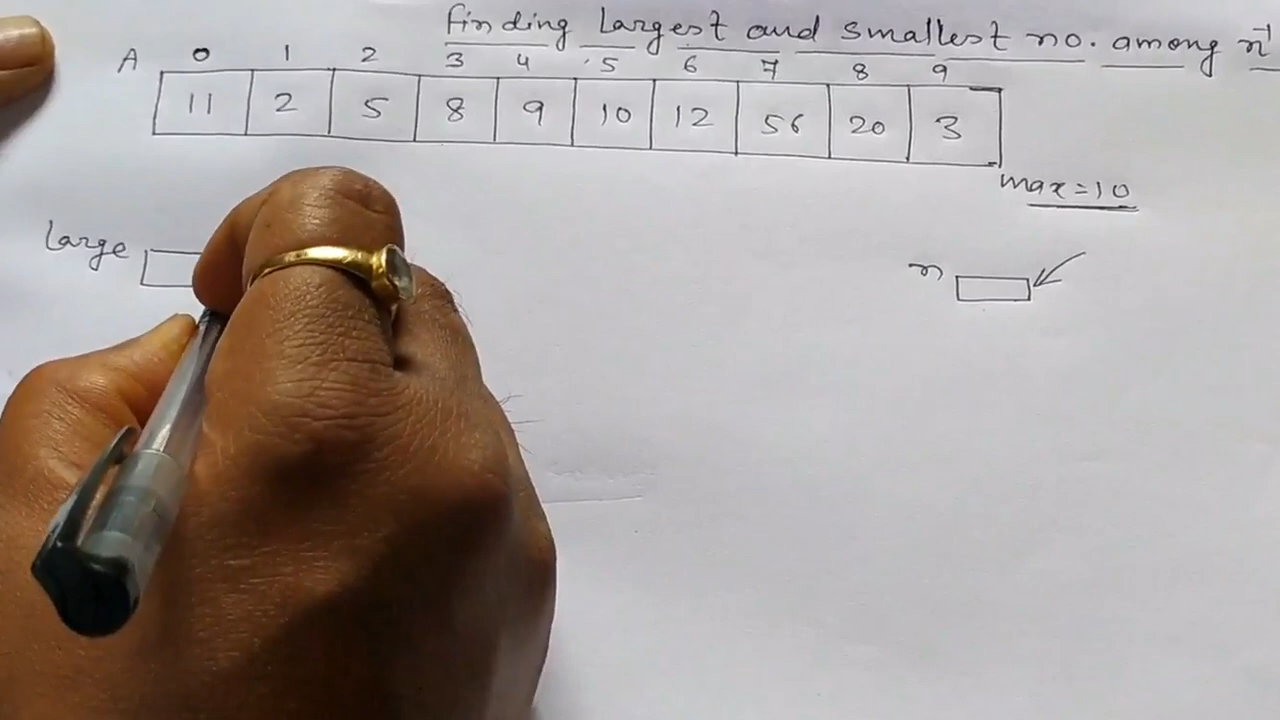 Finding Largest and smallest no. among n
A 0 1 2 3 4 5 6 7 8 9
11 2 5 8 9 10 12 56 20 3
max=10
Large
n